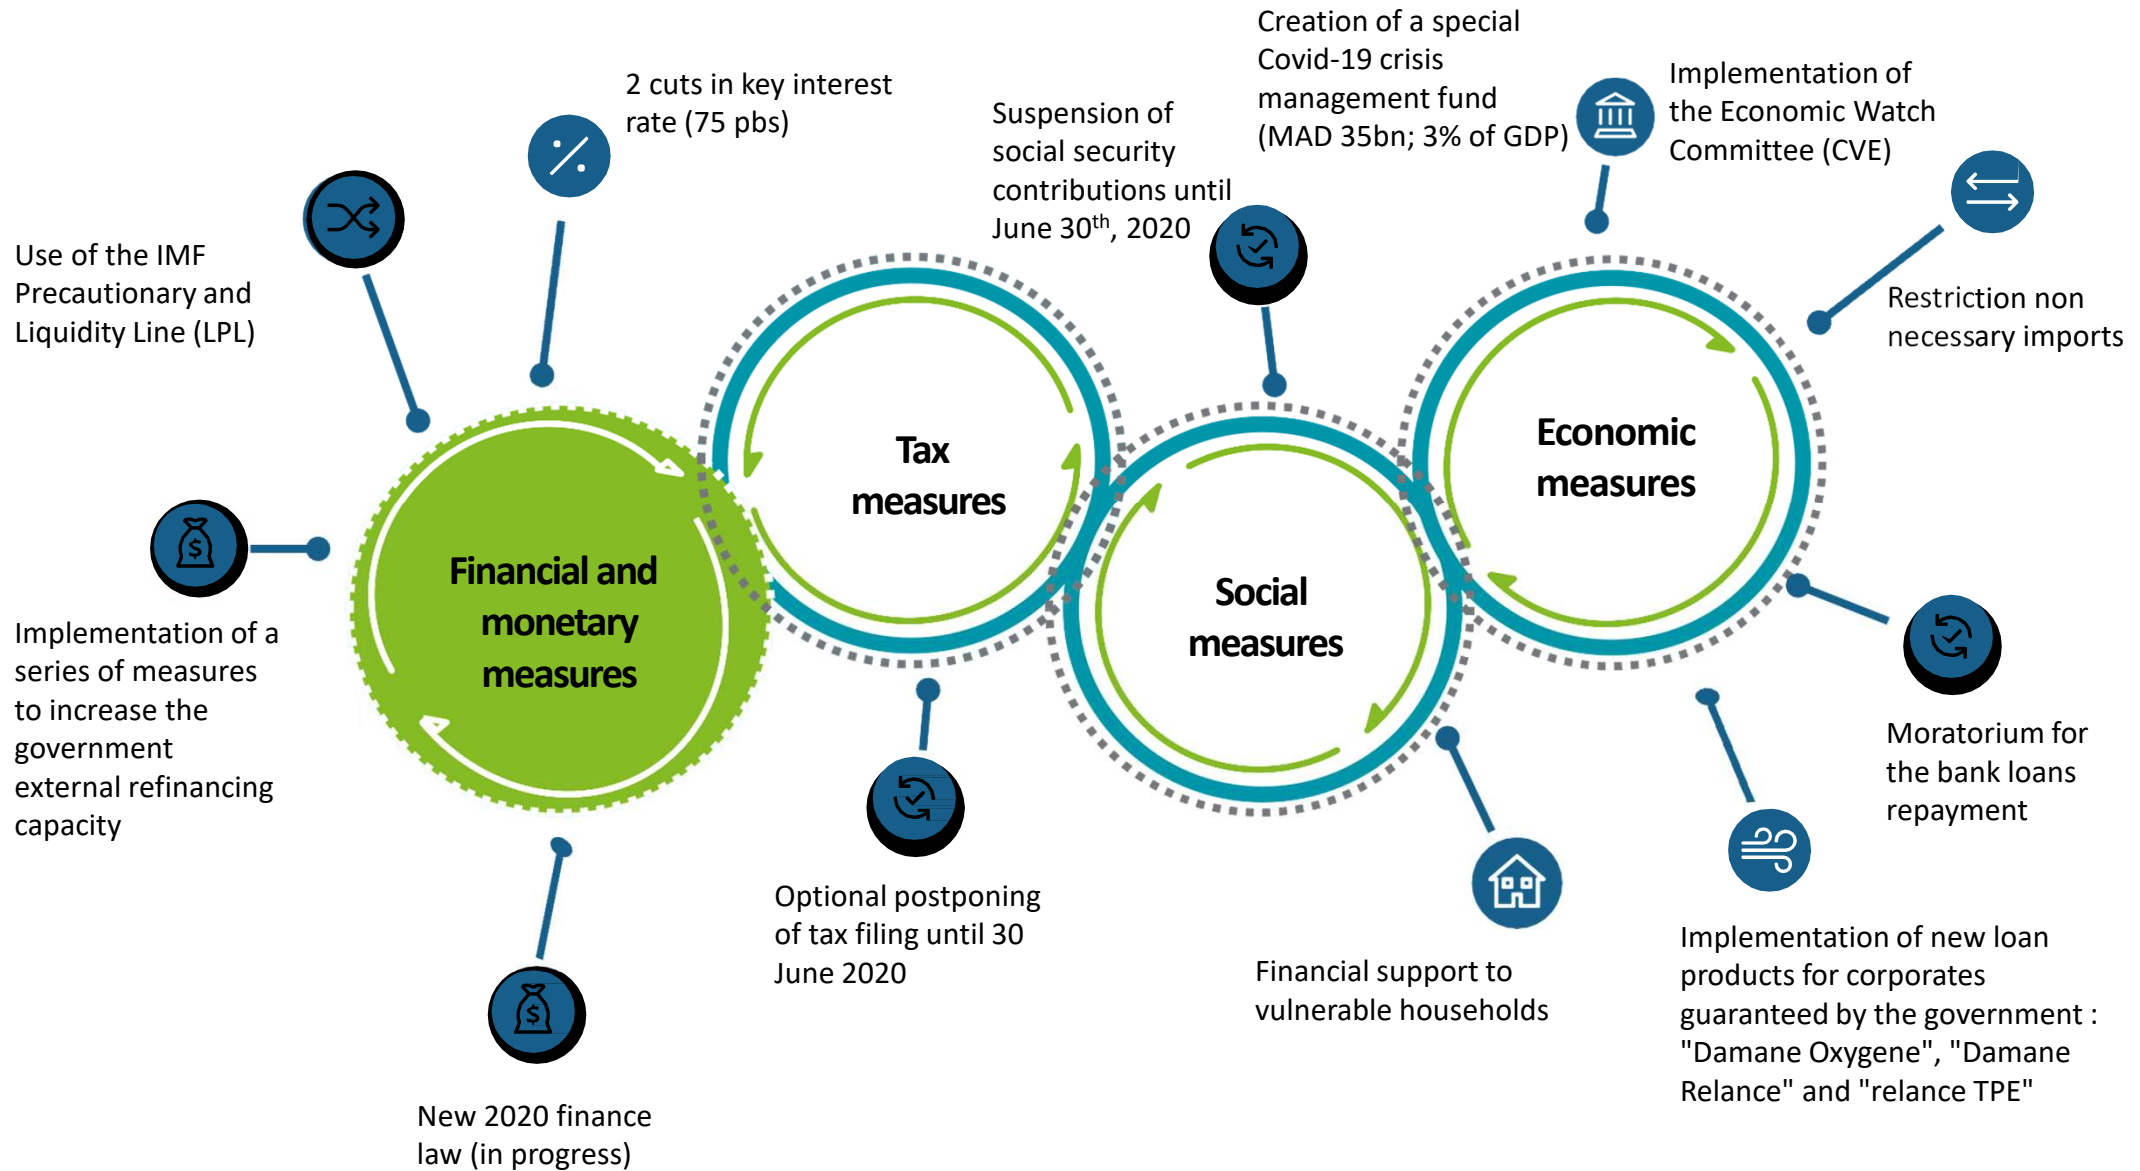 Creation of a special
Covid-19 crisis
management fund
(MAD 35bn; 3% of GDP)
Implementation of
the Economic Watch
Committee (CVE)
2 cuts in key interest
rate (75 pbs)
Suspension of
social security
contributions until
June 30th, 2020
Use of the IMF
Precautionary and
Liquidity Line (LPL)
Restriction non
necessary imports
Tax
measures
Economic
measures
Financial and
monetary
measures
Social
measures
Implementation of a
series of measures
to increase the
government
external refinancing
capacity
Moratorium for
the bank loans
repayment
Optional postponing
of tax filing until 30
June 2020
Financial support to
vulnerable households
Implementation of new loan
products for corporates
guaranteed by the government :
"Damane Oxygene", "Damane
Relance" and "relance TPE"
New 2020 finance
law (in progress)
$
$